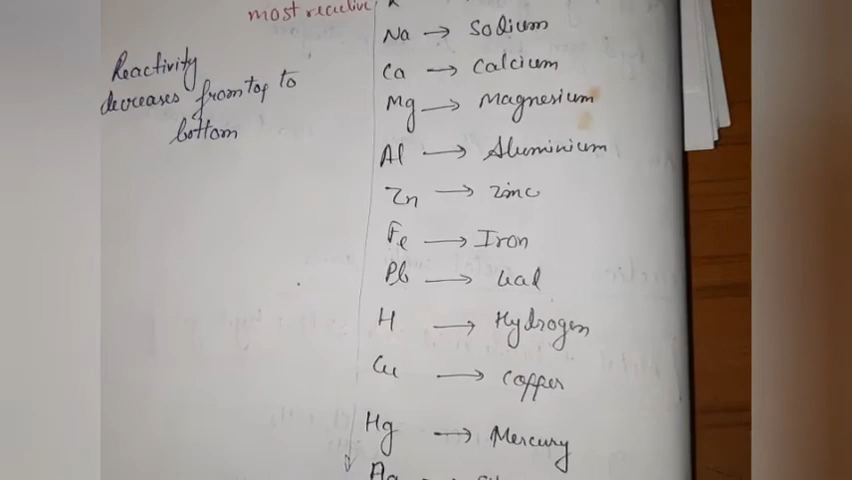 most reactive
Na → Sodium
Ca → Calcium
Mg → Magnesium
Al → Aluminium
Zn → Zinc
Fe → Iron
Pb → Lead
H → Hydrogen
Cu → Copper
Hg → Mercury
Ag
Reactivity
decreases from top to
bottom